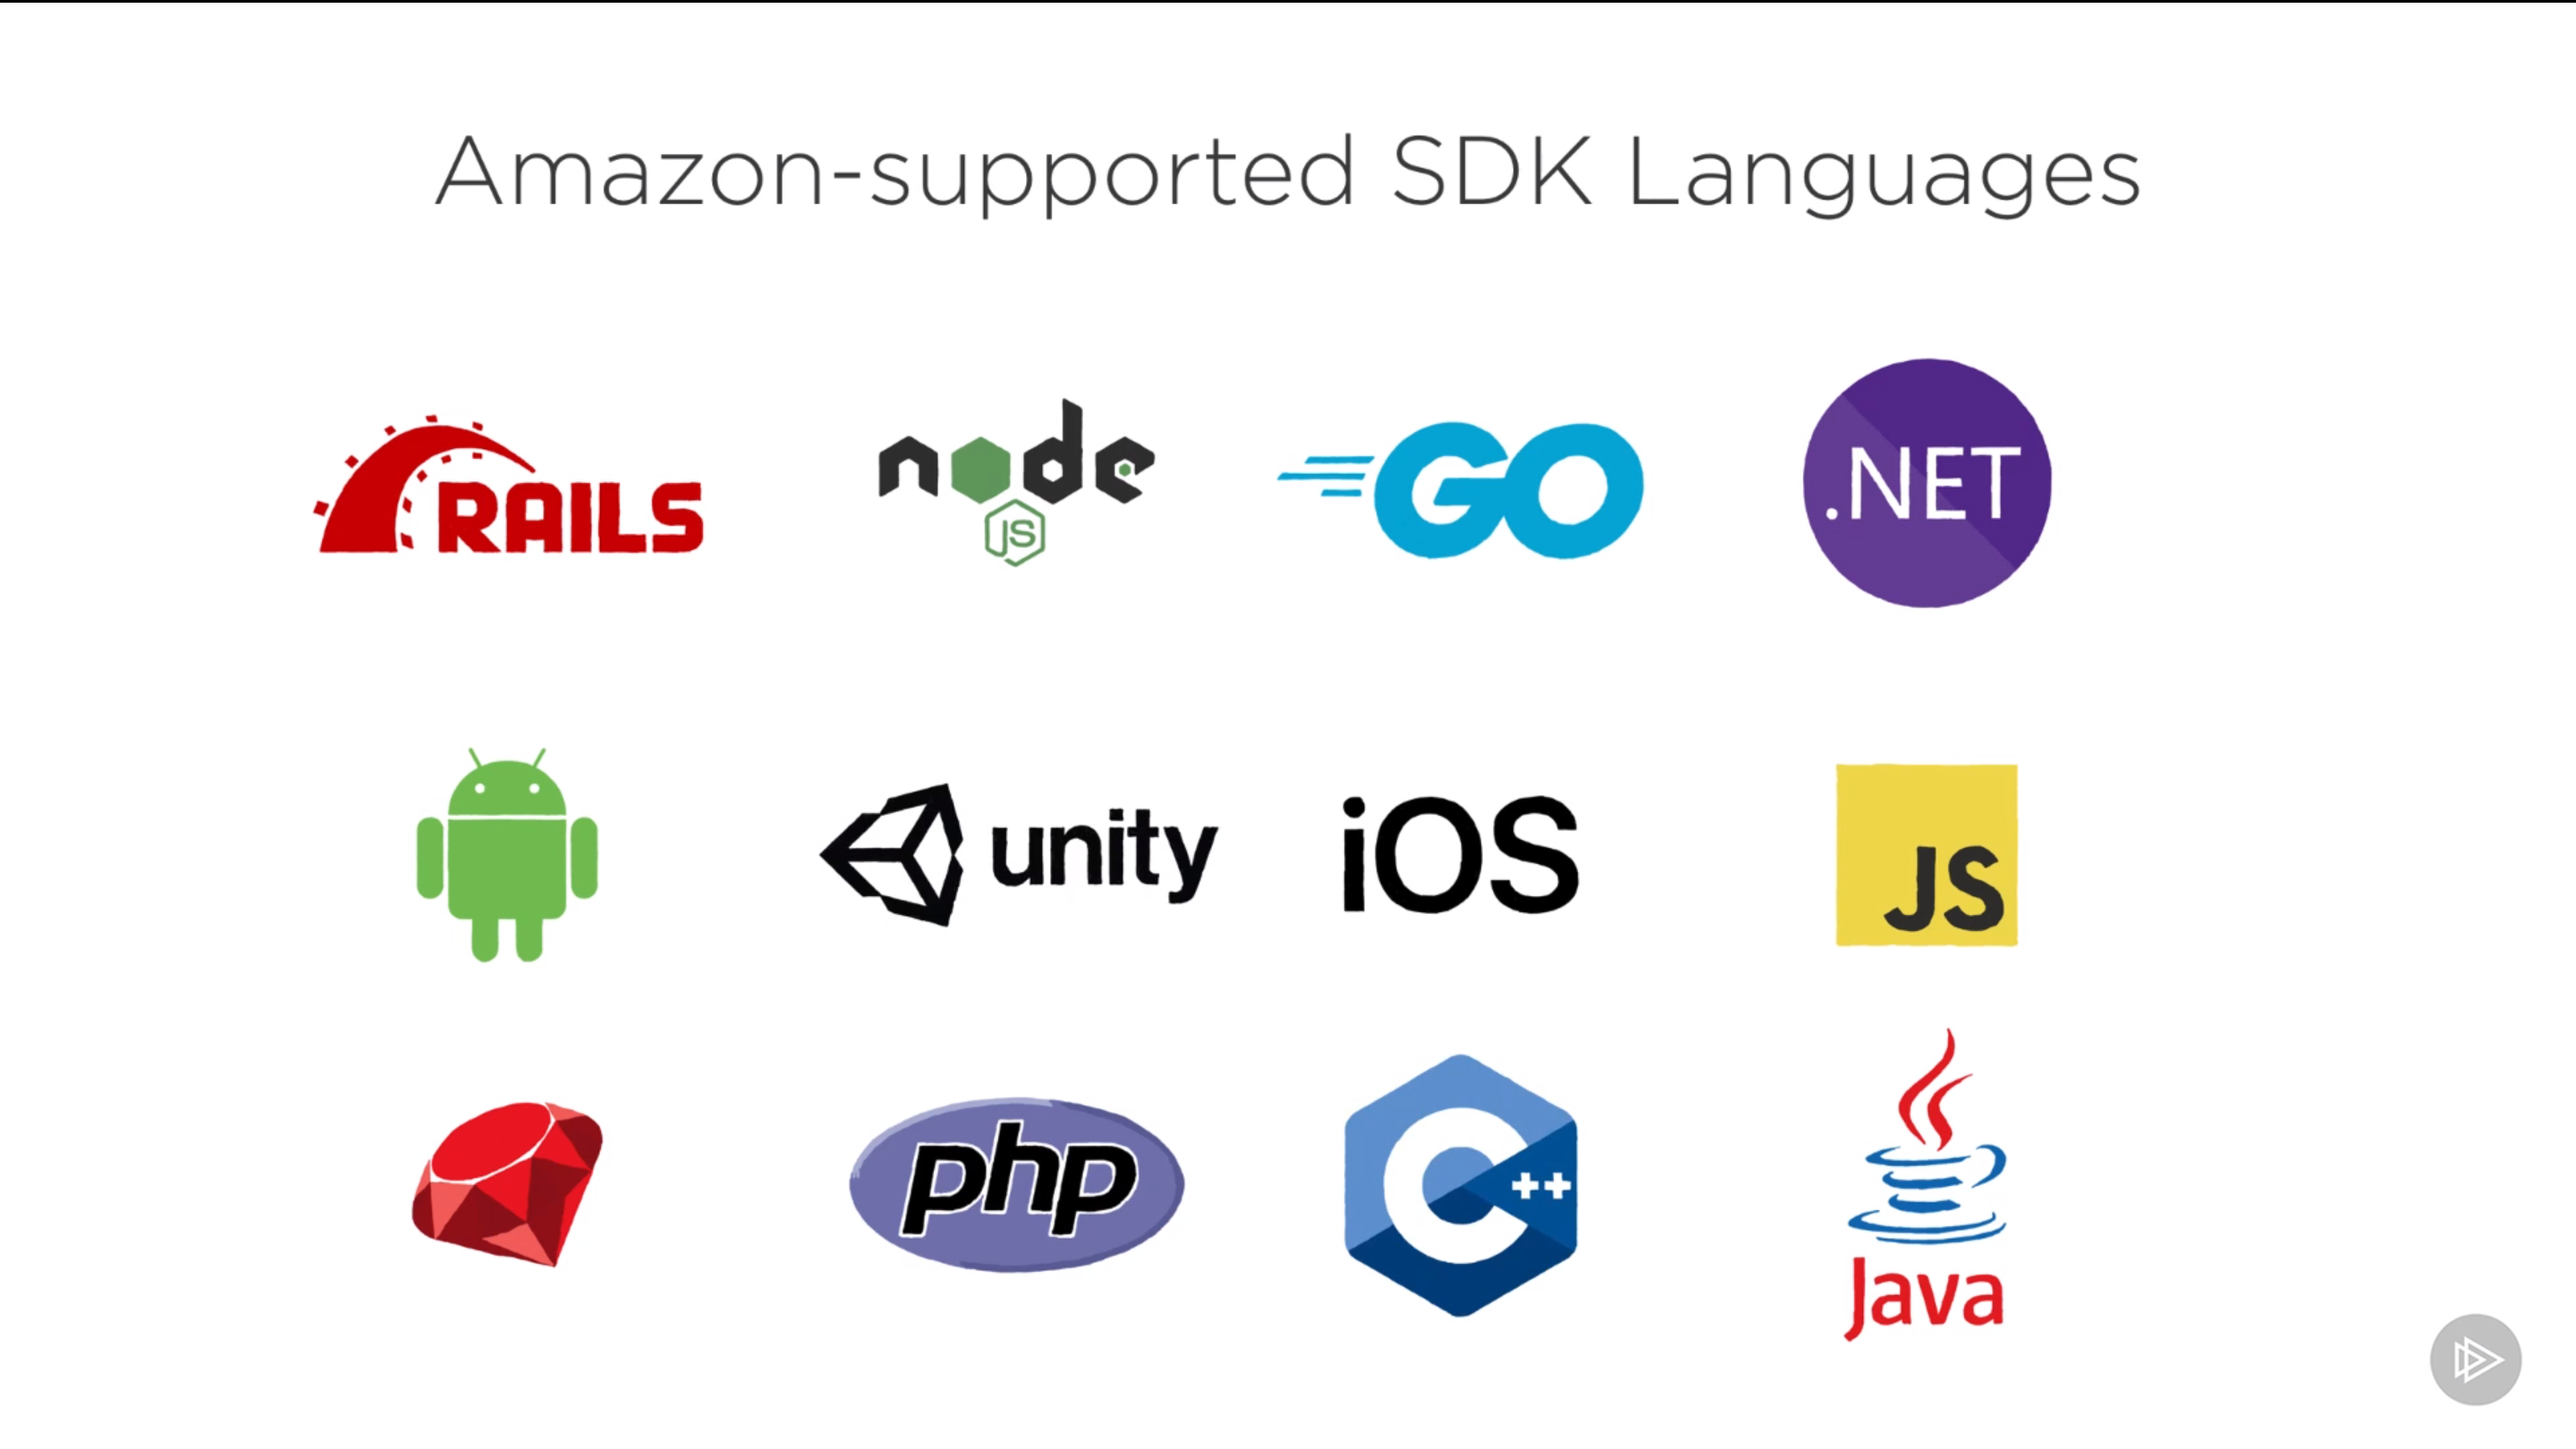 Amazon-supported SDK Languages
RAILS
node
JS
GO
.NET
unity
iOS
JS
php
C++
Java